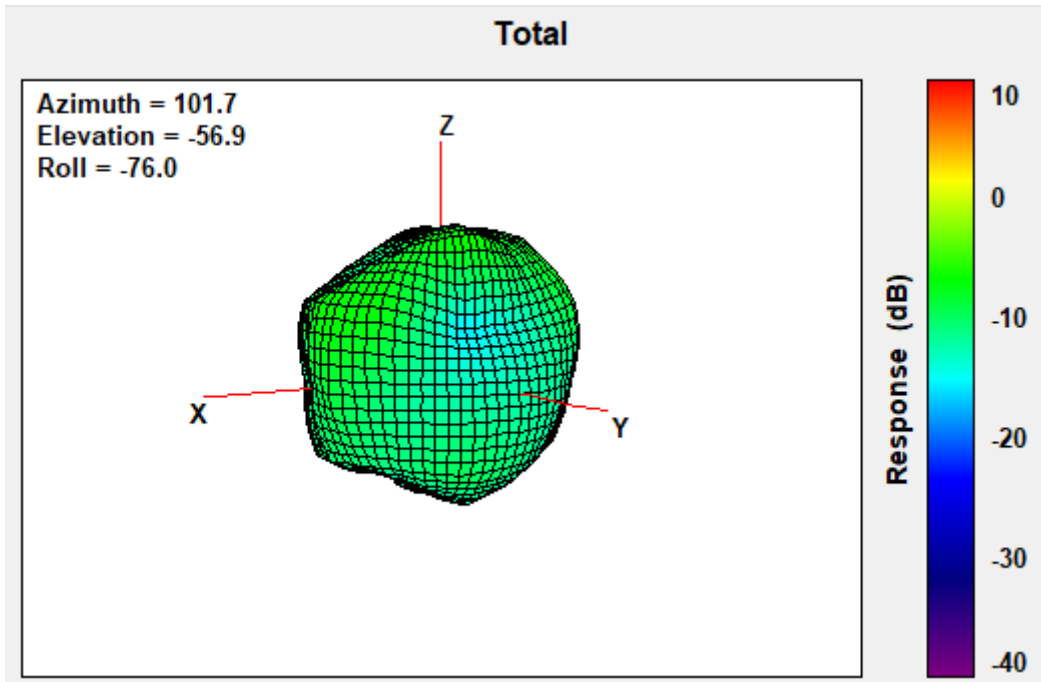 Total
Azimuth = 101.7
Elevation = -56.9
Roll = -76.0
Z
X
Y
10
0
-10
-20
-30
-40
Response (dB)